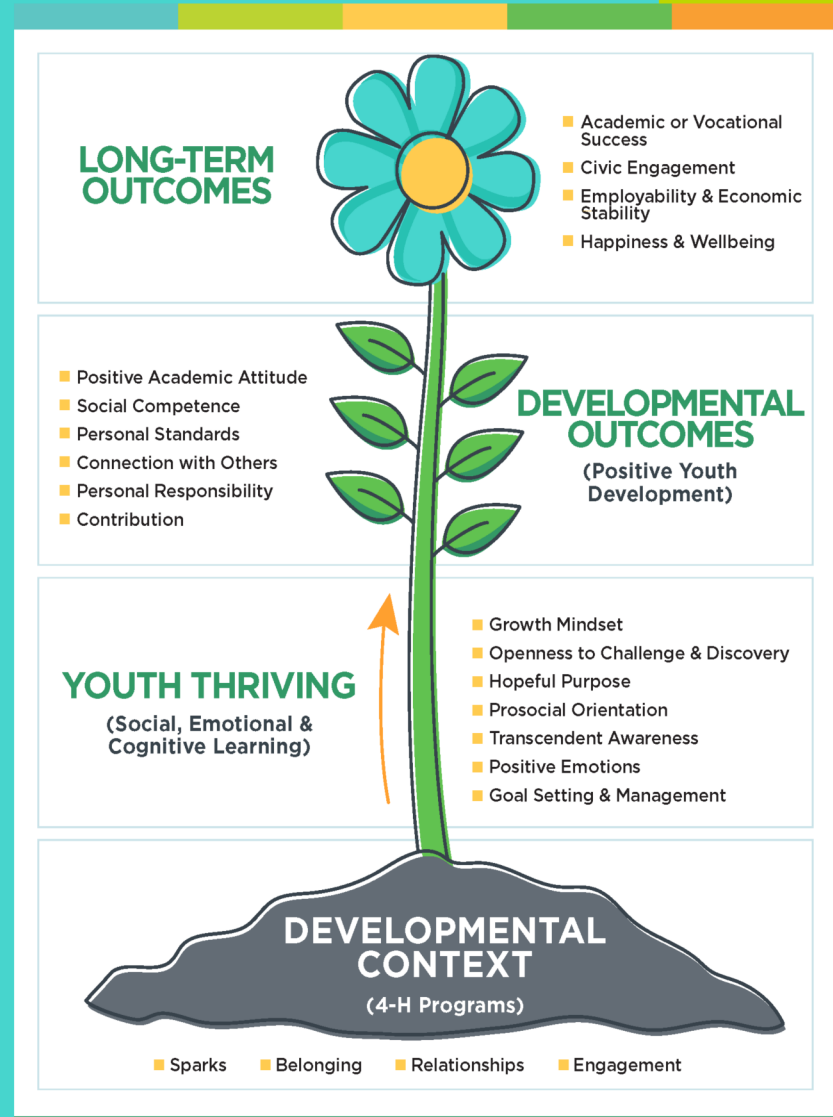 LONG-TERM
OUTCOMES
Academic or Vocational
Success
Civic Engagement
Employability & Economic
Stability
Happiness & Wellbeing
Positive Academic Attitude
Social Competence
Personal Standards
Connection with Others
Personal Responsibility
Contribution
DEVELOPMENTAL
OUTCOMES
(Positive Youth
Development)
YOUTH THRIVING
(Social, Emotional &
Cognitive Learning)
Growth Mindset
Openness to Challenge & Discovery
Hopeful Purpose
Prosocial Orientation
Transcendent Awareness
Positive Emotions
Goal Setting & Management
DEVELOPMENTAL
CONTEXT
(4-H Programs)
Sparks Belonging Relationships Engagement